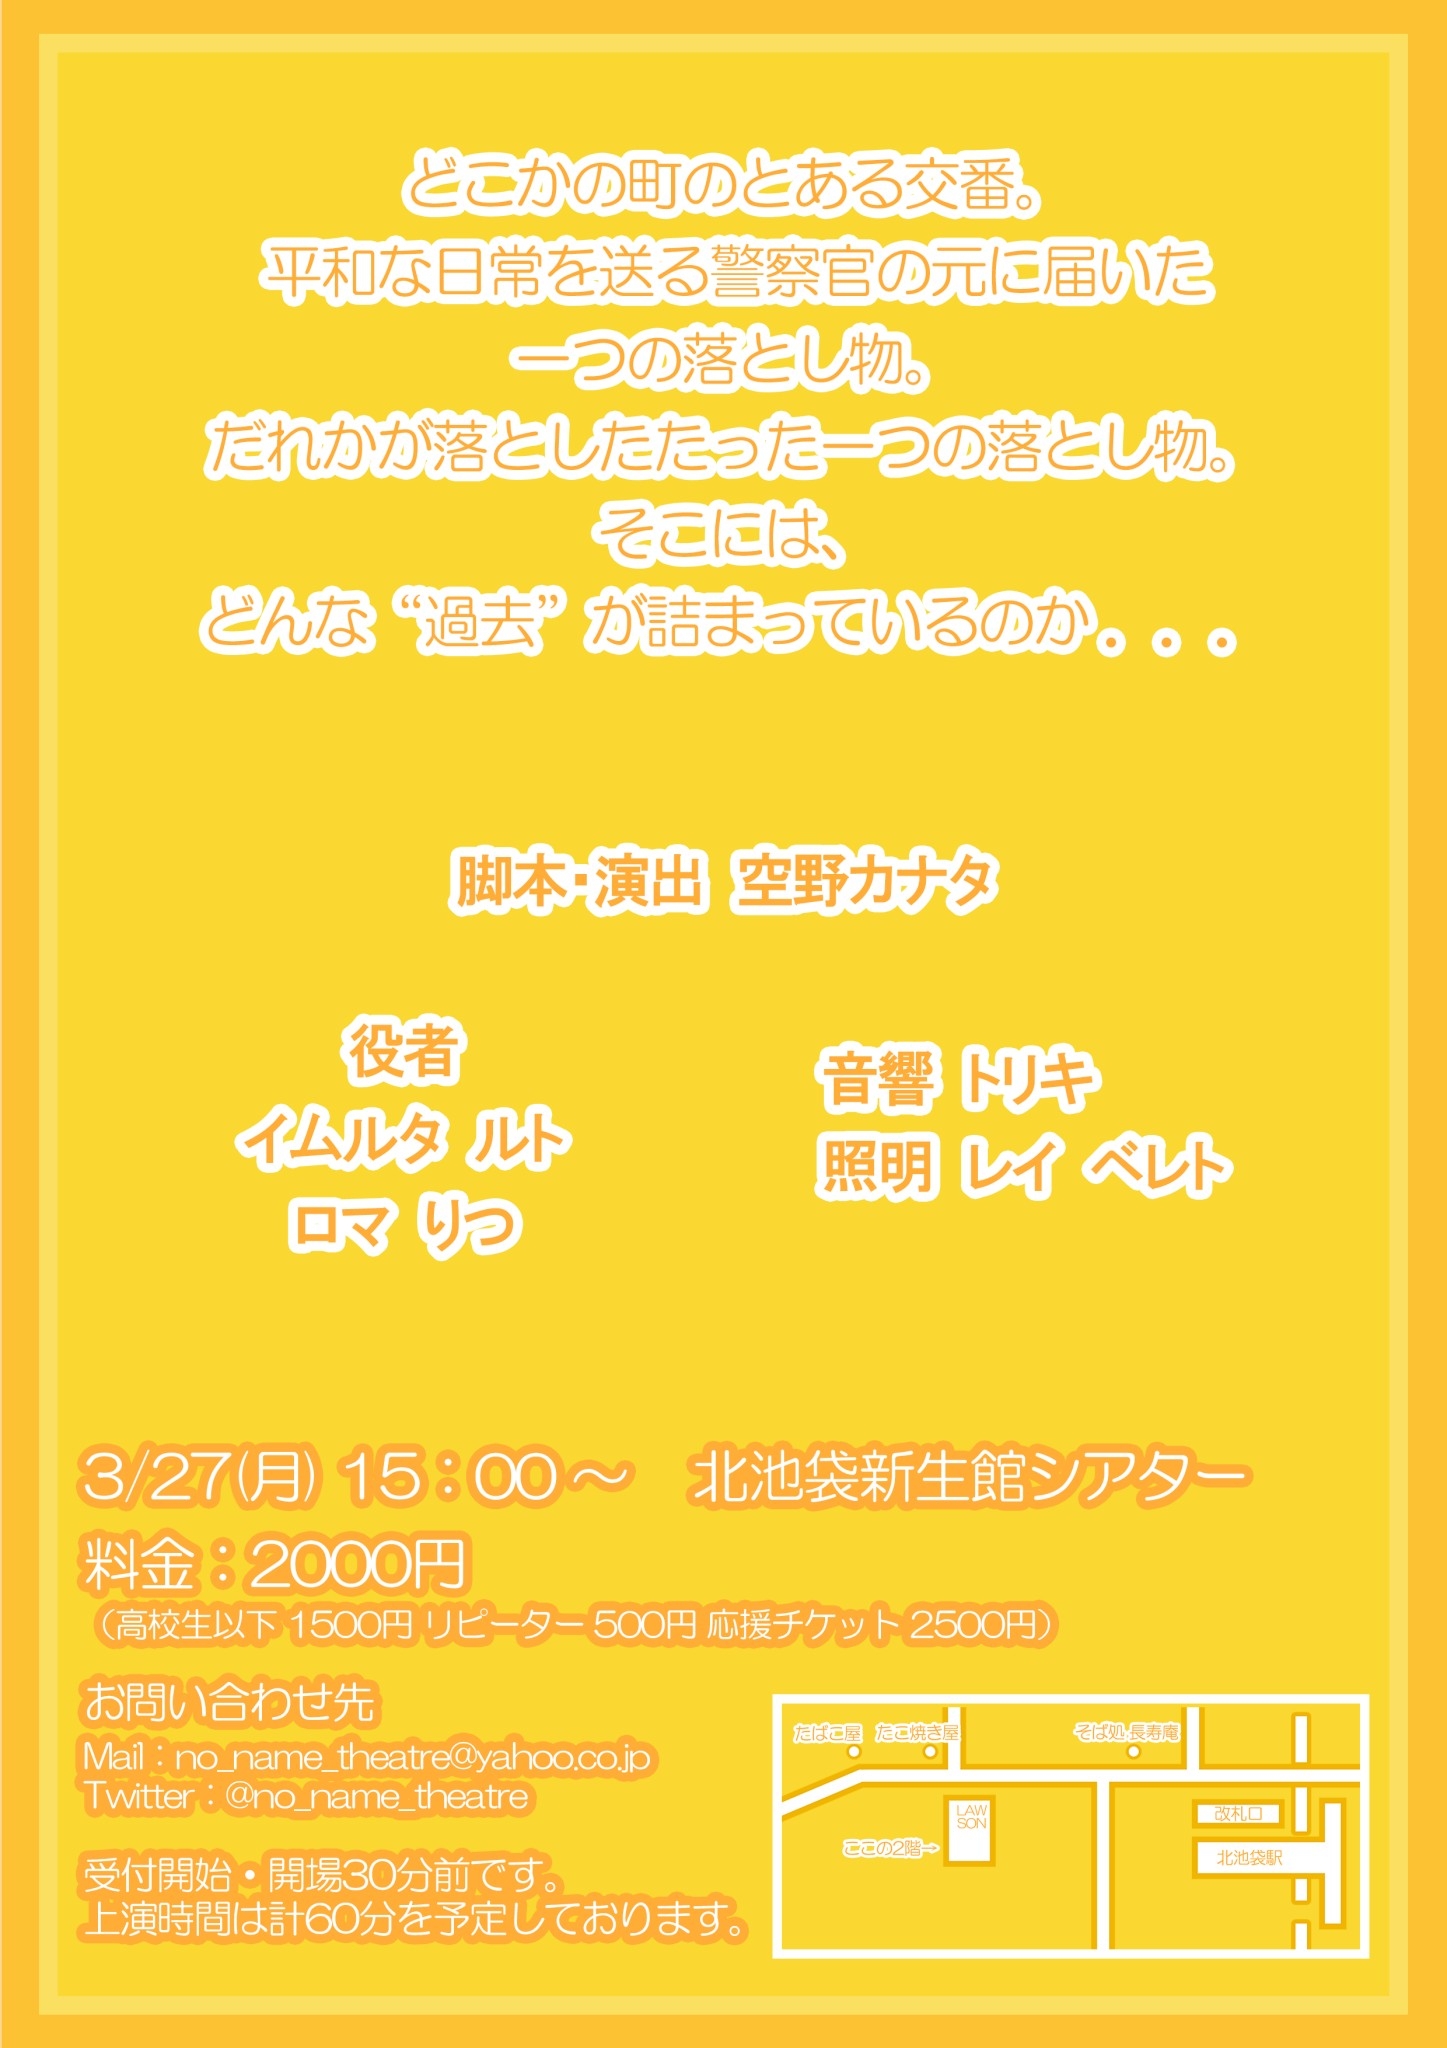 どこかの町のとある交番。
平和な日常を送る警察官の元に届いた
一つの落とし物。
だれかが落としたたった一つの落とし物。
そこには、
どんな“過去”が詰まっているのか．．．
脚本・演出 空野カナタ
役者
イムルタ ルト
ロマ りつ
音響 トリキ
照明 レイ ベレト
3/27(月) 15：00～ 北池袋新生館シアター
料金：2000円
（高校生以下 1500円 リピーター 500円 応援チケット 2500円）
お問い合わせ先
Mail：no_name_theatre@yahoo.co.jp
Twitter：@no_name_theatre
受付開始・開場30分前です。
上演時間は計60分を予定しております。
たばこ屋 たこ焼き屋 そば処 長寿庵
LAW
SON
改札口
ここの2階→
北池袋駅